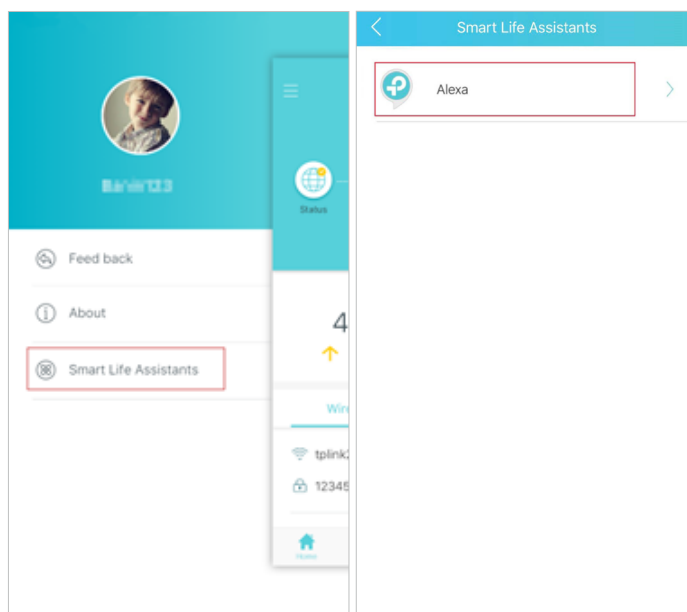 Status
Feed back
About
Smart Life Assistants
4
Wire
tplink
12345
Home
Smart Life Assistants
Alexa